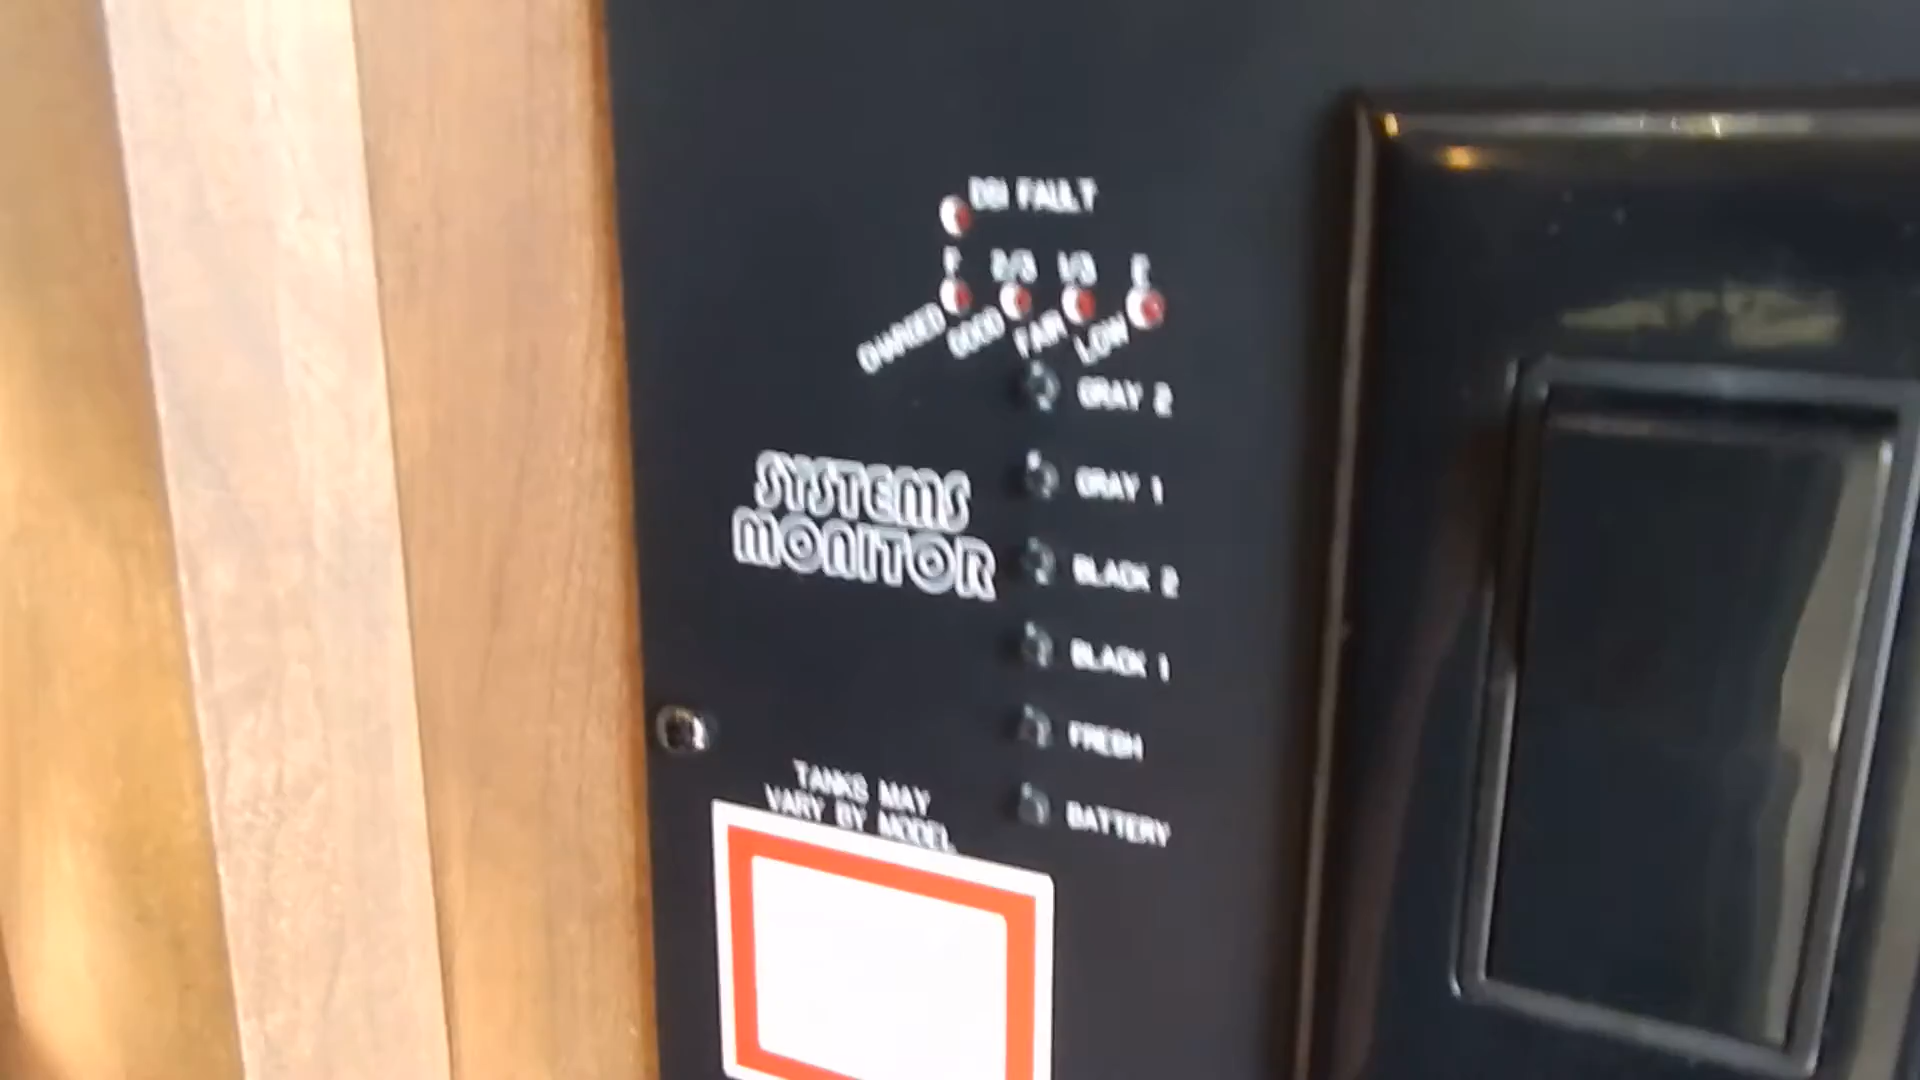 DSI FAULT
F 2/3 1/3 E
CHARGED GOOD FAIR LOW
GRAY 2
GRAY 1
SYSTEMS
MONITOR
BLACK 2
BLACK 1
FRESH
TANKS MAY
VARY BY MODEL
BATTERY